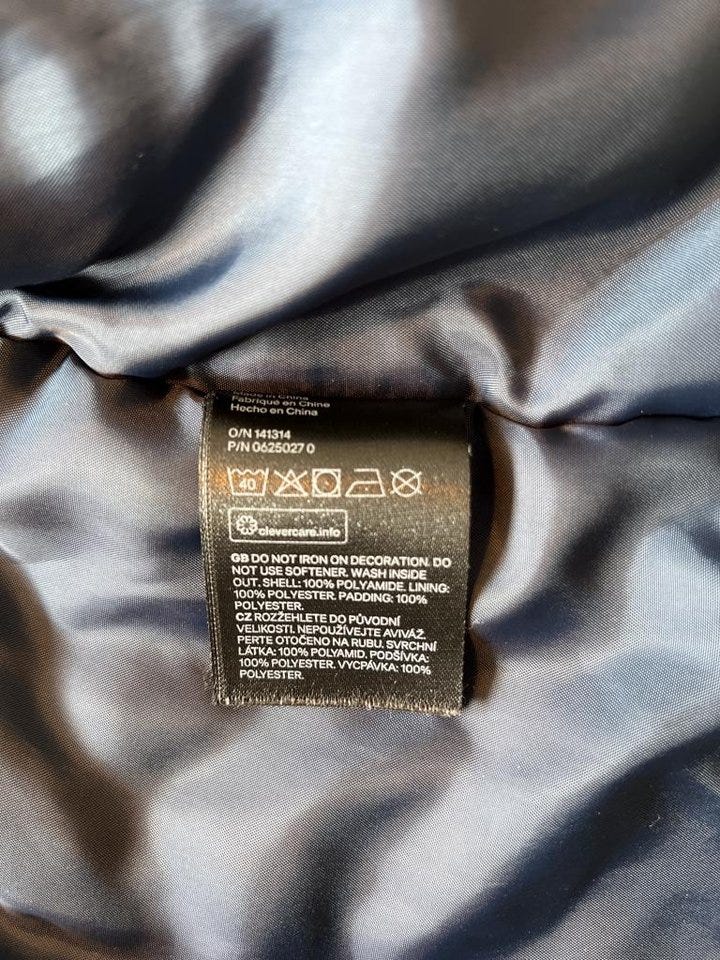 Made in China
Fabriqué en Chine
Hecho en China
O/N 141314
P/N 0625027 0
40
clevercare.info
GB DO NOT IRON ON DECORATION. DO
NOT USE SOFTENER. WASH INSIDE
OUT. SHELL: 100% POLYAMIDE. LINING:
100% POLYESTER. PADDING: 100%
POLYESTER.
CZ ROZŽEHLETE DO PŮVODNÍ
VELIKOSTI. NEPOUŽÍVEJTE AVIVÁŽ.
PERTE OTOČENO NA RUBU. SVRCHNÍ
LÁTKA: 100% POLYAMID. PODŠÍVKA:
100% POLYESTER. VYCPÁVKA: 100%
POLYESTER.